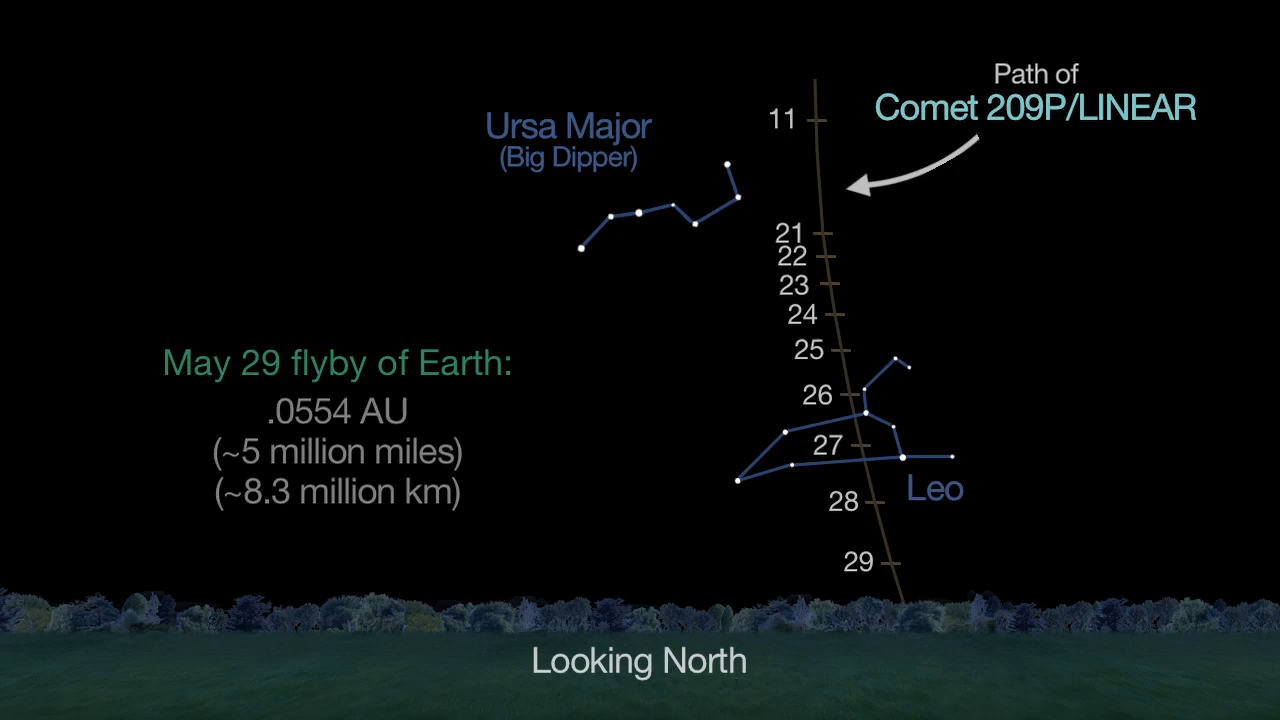 Path of
Comet 209P/LINEAR
Ursa Major
(Big Dipper)
11
21
22
23
24
25
26
27
28
29
Leo
May 29 flyby of Earth:
.0554 AU
(~5 million miles)
(~8.3 million km)
Looking North